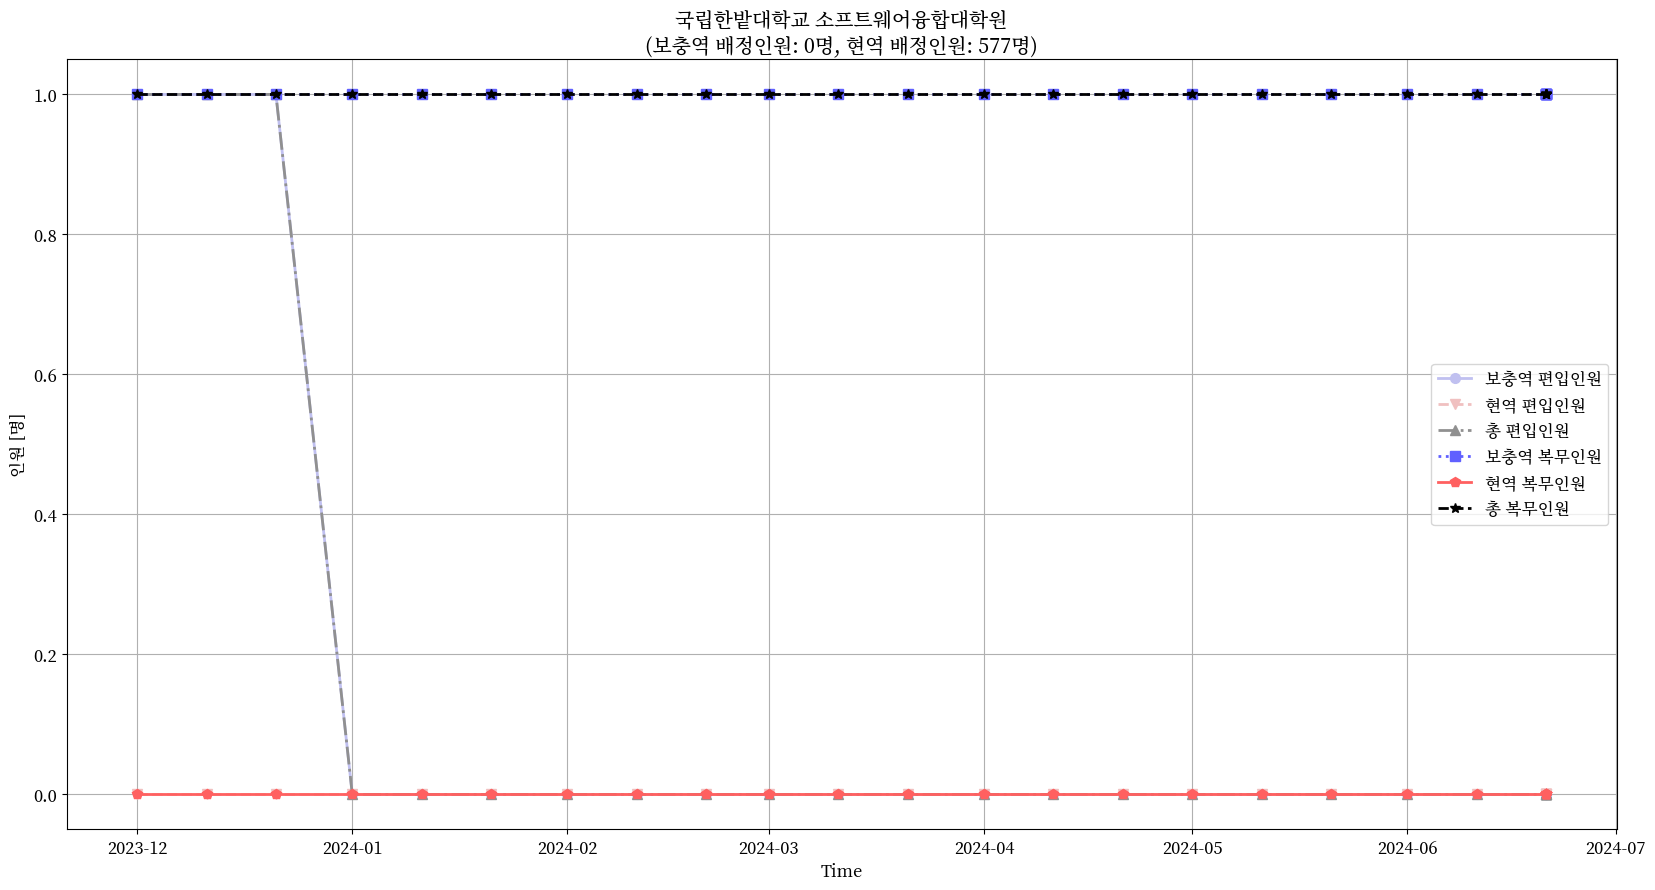 국립한밭대학교 소프트웨어융합대학원
(보충역 배정인원: 0명, 현역 배정인원: 577명)
인원 [명]
1.0
0.8
0.6
0.4
0.2
0.0
보충역 편입인원
현역 편입인원
총 편입인원
보충역 복무인원
현역 복무인원
총 복무인원
2023-12
2024-01
2024-02
2024-03
2024-04
2024-05
2024-06
2024-07
Time